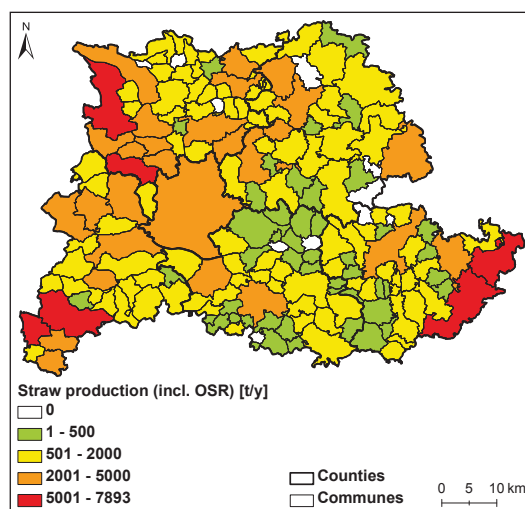 N
Straw production (incl. OSR) [t/y]
0
1 - 500
501 - 2000
2001 - 5000
5001 - 7893
Counties
Communes
0 5 10 km